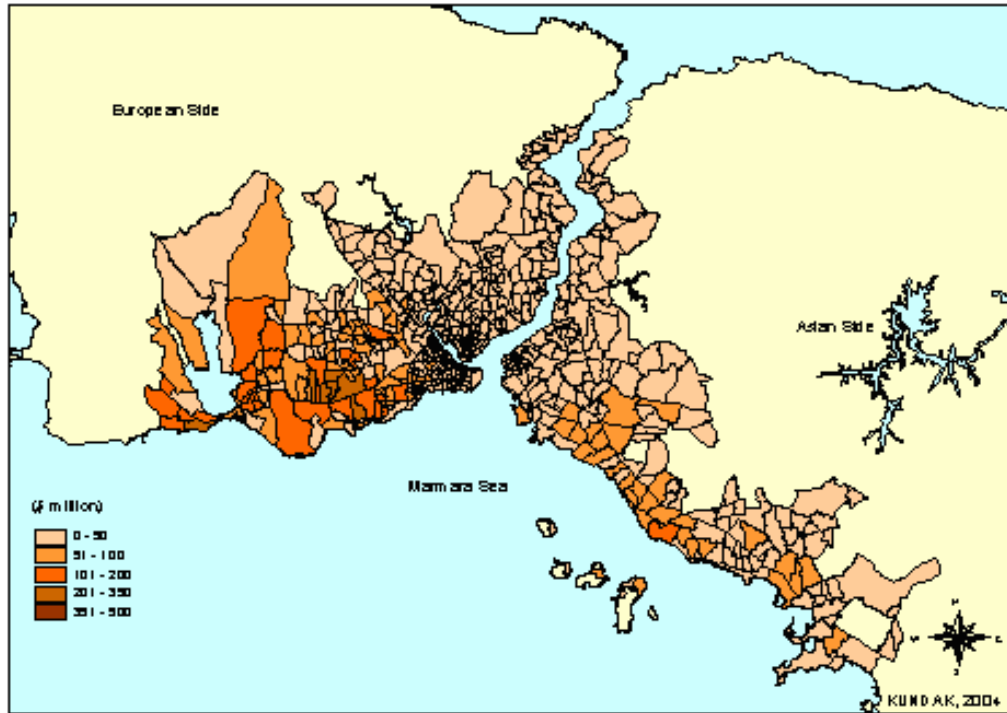 European Side
Asian Side
Marmara Sea
($ million)
0 - 50
51 - 100
101 - 200
201 - 350
351 - 500
N
W
E
S
KUNDAK, 2004